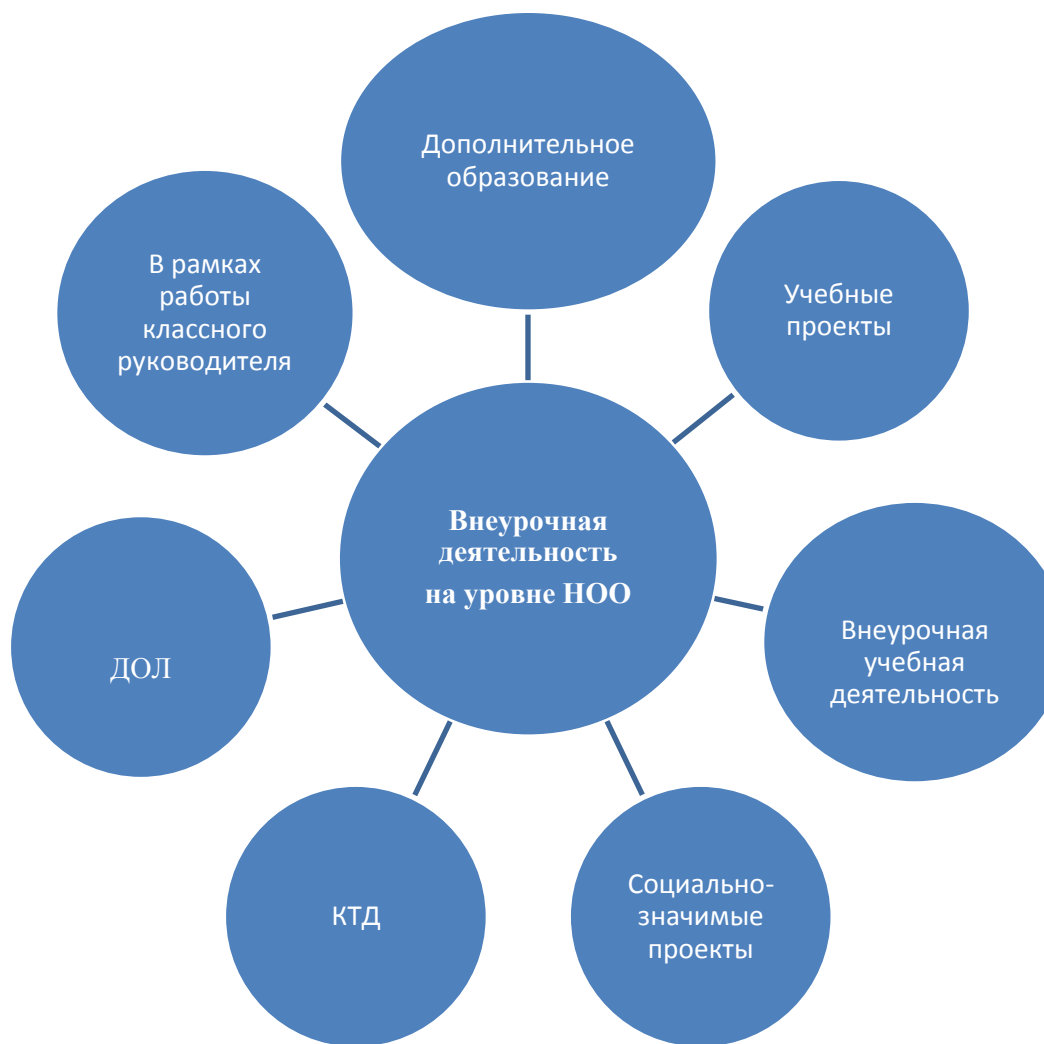 Дополнительное
образование
Учебные
проекты
В рамках
работы
классного
руководителя
Внеурочная
деятельность
на уровне НОО
Внеурочная
учебная
деятельность
ДОЛ
Социально-
значимые
проекты
КТД